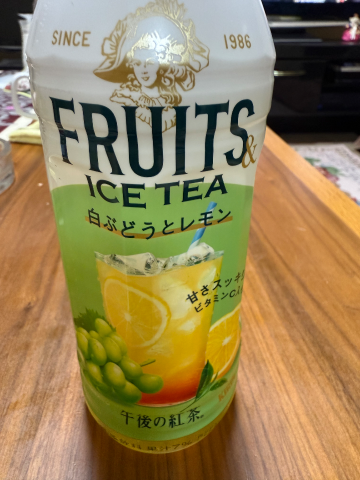 SINCE 1986
FRUITS &
ICE TEA
白ぶどうとレモン
甘さスッキ
ビタミンC
午後の紅茶